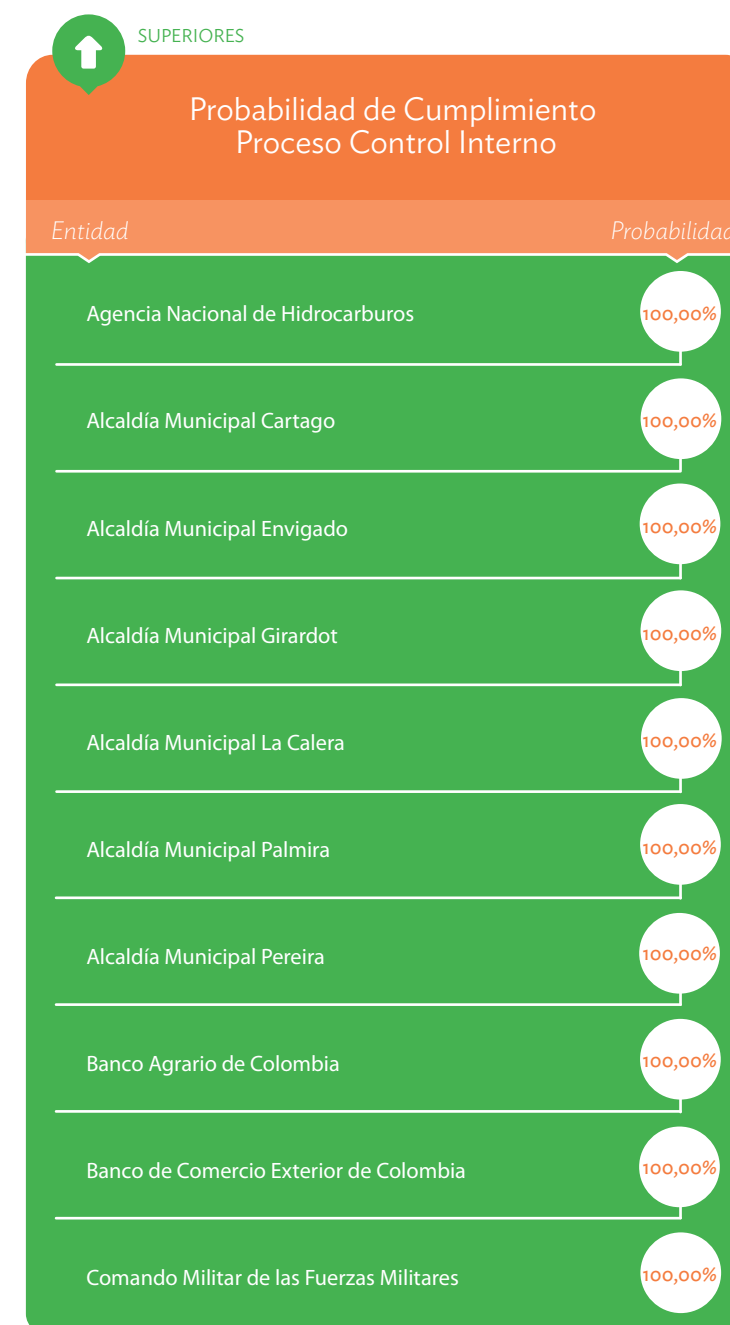 SUPERIORES
Probabilidad de Cumplimiento
Proceso Control Interno
Entidad Probabilidad
Agencia Nacional de Hidrocarburos 100,00%
Alcaldía Municipal Cartago 100,00%
Alcaldía Municipal Envigado 100,00%
Alcaldía Municipal Girardot 100,00%
Alcaldía Municipal La Calera 100,00%
Alcaldía Municipal Palmira 100,00%
Alcaldía Municipal Pereira 100,00%
Banco Agrario de Colombia 100,00%
Banco de Comercio Exterior de Colombia 100,00%
Comando Militar de las Fuerzas Militares 100,00%